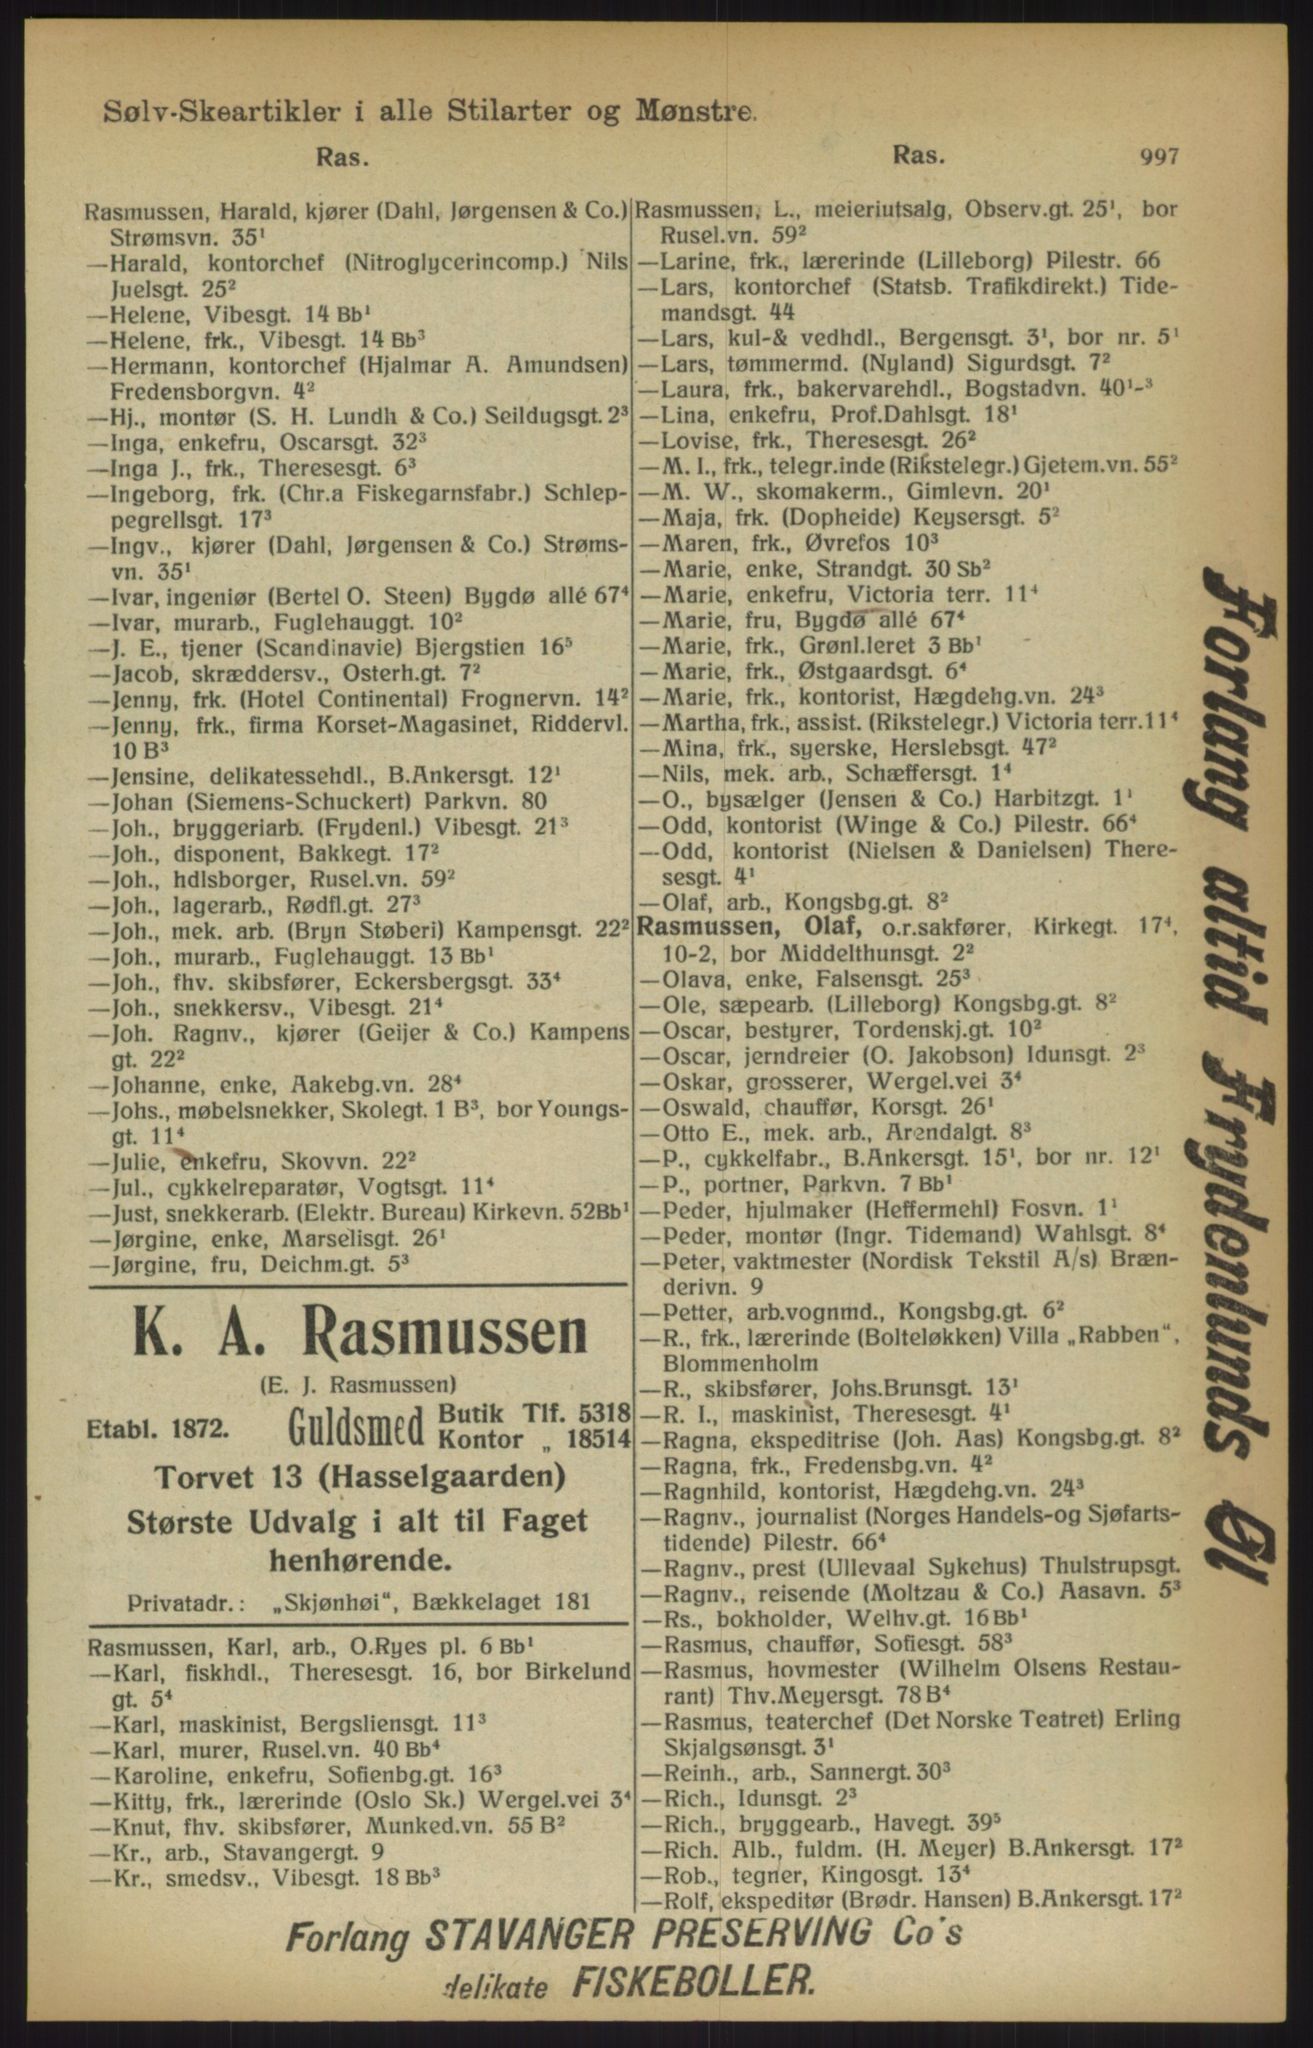 Sølv-Skeartikler i alle Stilarter og Mønstre.
Ras.
Ras.
997
Rasmussen, Harald, kjører (Dahl, Jørgensen & Co.)
Strømsvn. 35¹
—Harald, kontorchef (Nitroglycerincomp.) Nils
Juelsgt. 25²
—Helene, Vibesgt. 14 Bb¹
—Helene, frk., Vibesgt. 14 Bb³
—Hermann, kontorchef (Hjalmar A. Amundsen)
Fredensborgvn. 4²
—Hj., montør (S. H. Lundh & Co.) Seildugsgt. 2³
—Inga, enkefru, Oscarsgt. 32³
—Inga J., frk., Theresesgt. 6³
—Ingeborg, frk. (Chr.a Fiskegarnsfabr.) Schlep-
pegrellsgt. 17³
—Ingv., kjører (Dahl, Jørgensen & Co.) Strøms-
vn. 35¹
—Ivar, ingeniør (Bertel O. Steen) Bygdø allé 67⁴
—Ivar, murarb., Fuglehauggt. 10²
—J. E., tjener (Scandinavie) Bjergstien 16⁵
—Jacob, skræddersv., Osterh.gt. 7²
—Jenny, frk. (Hotel Continental) Frognervn. 14²
—Jenny, frk., firma Korset-Magasinet, Riddervl.
10 B³
—Jensine, delikatessehdl., B.Ankersgt. 12¹
—Johan (Siemens-Schuckert) Parkvn. 80
—Joh., bryggeriarb. (Frydenl.) Vibesgt. 21³
—Joh., disponent, Bakkegt. 17²
—Joh., hdlsborger, Rusel.vn. 59²
—Joh., lagerarb., Rødfl.gt. 27³
—Joh., mek. arb. (Bryn Støberi) Kampensgt. 22²
—Joh., murarb., Fuglehauggt. 13 Bb¹
—Joh., fhv. skibsfører, Eckersbergsgt. 33⁴
—Joh., snekkersv., Vibesgt. 21⁴
—Joh. Ragnv., kjører (Geijer & Co.) Kampens
gt. 22²
—Johanne, enke, Aakebg.vn. 28⁴
—Johs., møbelsnekker, Skolegt. 1 B³, bor Youngs-
gt. 11⁴
—Julie, enkefru, Skovvn. 22²
—Jul., cykkelreparatør, Vogtsgt. 11⁴
—Just, snekkerarb. (Elektr. Bureau) Kirkevn. 52Bb¹
—Jørgine, enke, Marselisgt. 26¹
—Jørgine, fru, Deichm.gt. 5³
K. A. Rasmussen
(E. J. Rasmussen)
Etabl. 1872. Guldsmed Butik Tlf. 5318
Kontor „ 18514
Torvet 13 (Hasselgaarden)
Største Udvalg i alt til Faget
henhørende.
Privatadr.: „Skjønhøi“, Bækkelaget 181
Rasmussen, Karl, arb., O.Ryes pl. 6 Bb¹
—Karl, fiskhdl., Theresesgt. 16, bor Birkelund
gt. 5⁴
—Karl, maskinist, Bergsliensgt. 11³
—Karl, murer, Rusel.vn. 40 Bb⁴
—Karoline, enkefru, Sofienbg.gt. 16³
—Kitty, frk., lærerinde (Oslo Sk.) Wergel.vei 3⁴
—Knut, fhv. skibsfører, Munked.vn. 55 B²
—Kr., arb., Stavangergt. 9
—Kr., smedsv., Vibesgt. 18 Bb³
Rasmussen, L., meieriutsalg, Observ.gt. 25¹, bor
Rusel.vn. 59²
—Larine, frk., lærerinde (Lilleborg) Pilestr. 66
—Lars, kontorchef (Statsb. Trafikdirekt.) Tide-
mandsgt. 44
—Lars, kul-& vedhdl., Bergensgt. 3¹, bor nr. 5¹
—Lars, tømmermd. (Nyland) Sigurdsgt. 7²
—Laura, frk., bakervarehdl., Bogstadvn. 40¹-³
—Lina, enkefru, Prof.Dahlsgt. 18¹
—Lovise, frk., Theresesgt. 26²
—M. I., frk., telegr.inde (Rikstelegr.) Gjetem.vn. 55²
—M. W., skomakerm., Gimlevn. 20¹
—Maja, frk. (Dopheide) Keysersgt. 5²
—Maren, frk., Øvrefos 10³
—Marie, enke, Strandgt. 30 Sb²
—Marie, enkefru, Victoria terr. 11⁴
—Marie, fru, Bygdø allé 67⁴
—Marie, frk., Grønl.leret 3 Bb¹
—Marie, frk., Østgaardsgt. 6⁴
—Marie, frk., kontorist, Hægdehg.vn. 24³
—Martha, frk., assist. (Rikstelegr.) Victoria terr. 11⁴
—Mina, frk., syerske, Herslebsgt. 47²
—Nils, mek. arb., Schæffersgt. 1⁴
—O., bysælger (Jensen & Co.) Harbitzgt. 1¹
—Odd, kontorist (Winge & Co.) Pilestr. 66⁴
—Odd, kontorist (Nielsen & Danielsen) There-
sesgt. 4¹
—Olaf, arb., Kongsbg.gt. 8²
Rasmussen, Olaf, o.r.sakfører, Kirkegt. 17⁴,
10-2, bor Middelthunsgt. 2²
—Olava, enke, Falsensgt. 25³
—Ole, sæpearb. (Lilleborg) Kongsbg.gt. 8²
—Oscar, bestyrer, Tordenskj.gt. 10²
—Oscar, jerndreier (O. Jakobson) Idunsgt. 2³
—Oskar, grosserer, Wergel.vei 3⁴
—Oswald, chauffør, Korsgt. 26¹
—Otto E., mek. arb., Arendalgt. 8³
—P., cykkelfabr., B.Ankersgt. 15¹, bor nr. 12¹
—P., portner, Parkvn. 7 Bb¹
—Peder, hjulmaker (Heffermehl) Fosvn. 1¹
—Peder, montør (Ingr. Tidemand) Wahlsgt. 8⁴
—Peter, vaktmester (Nordisk Tekstil A/s) Bræn-
derivn. 9
—Petter, arb.vognmd., Kongsbg.gt. 6²
—R., frk., lærerinde (Bolteløkken) Villa „Rabben“,
Blommenholm
—R., skibsfører, Johs.Brunsgt. 13¹
—R. I., maskinist, Theresesgt. 4¹
—Ragna, ekspeditrise (Joh. Aas) Kongsbg.gt. 8²
—Ragna, frk., Fredensbg.vn. 4²
—Ragnhild, kontorist, Hægdehg.vn. 24³
—Ragnv., journalist (Norges Handels-og Sjøfarts-
tidende) Pilestr. 66⁴
—Ragnv., prest (Ullevaal Sykehus) Thulstrupsgt.
—Ragnv., reisende (Moltzau & Co.) Aasavn. 5³
—Rs., bokholder, Welhv.gt. 16 Bb¹
—Rasmus, chauffør, Sofiesgt. 58³
—Rasmus, hovmester (Wilhelm Olsens Restau-
rant) Thv.Meyersgt. 78 B⁴
—Rasmus, teaterchef (Det Norske Teatret) Erling
Skjalgsønsgt. 3¹
—Reinh., arb., Sannergt. 30³
—Rich., Idunsgt. 2³
—Rich., bryggearb., Havegt. 39⁵
—Rich. Alb., fuldm. (H. Meyer) B.Ankersgt. 17²
—Rob., tegner, Kingosgt. 13⁴
—Rolf, ekspeditør (Brødr. Hansen) B.Ankersgt. 17²
Forlang altid Frydenlunds Øl
Forlang STAVANGER PRESERVING Co's
delikate FISKEBOLLER.